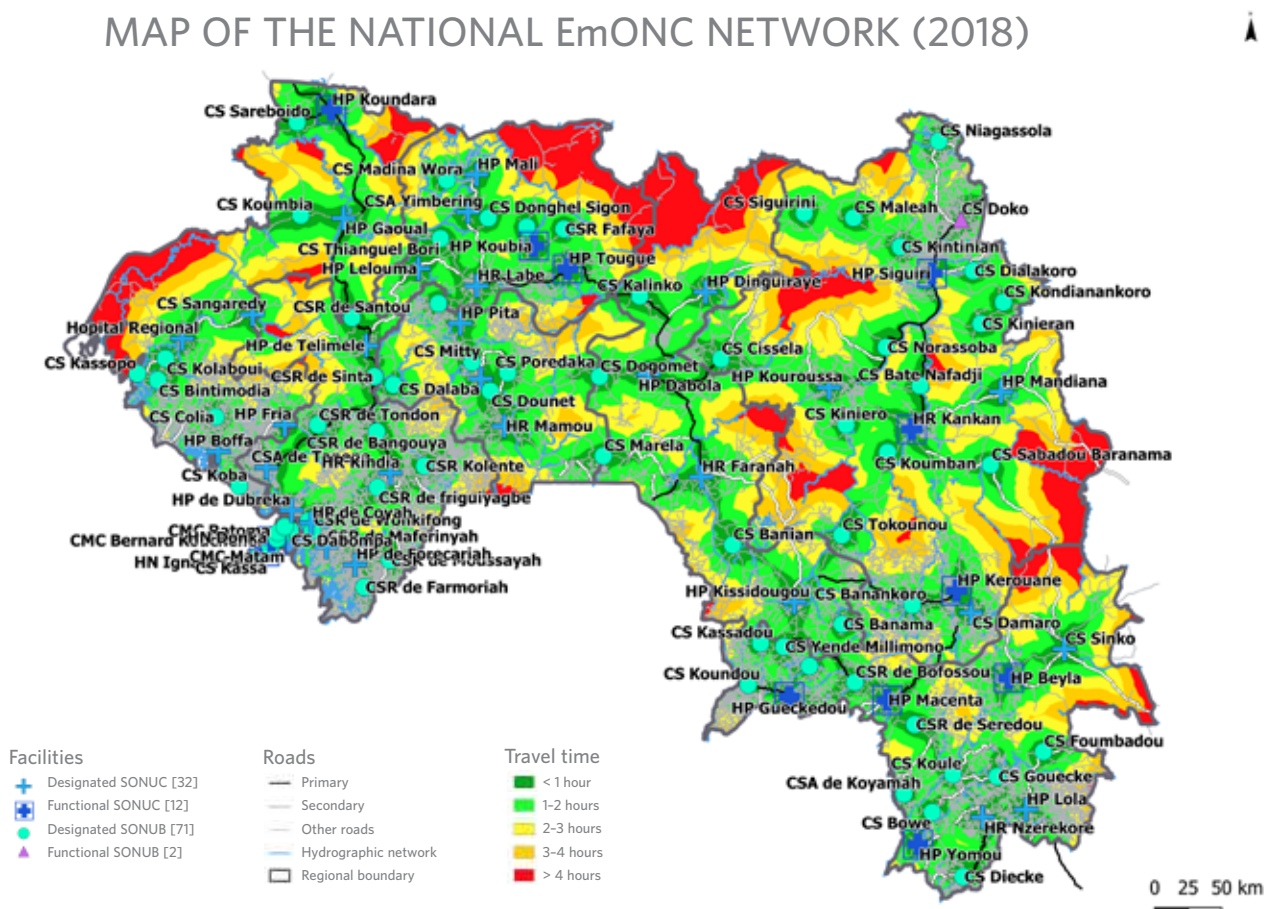 MAP OF THE NATIONAL EmONC NETWORK (2018)
HP Koundara
CS Sareboido
CS Niagassola
CS Madina Wora
HP Mali
CS Koumbia
CSA Yimbering
CS Donghel Sigon
CS Siguirini
CS Maleah
CS Doko
HP Gaoual
CSR Fafaya
CS Thianguel Bori
HP Koubia
CS Kintinian
HP Lelouma
HP Tougue
HR Labe
HP Siguiri
CS Dialakoro
CS Kalinko
HP Dinguiraye
CS Kondianankoro
CS Sangaredy
CSR de Santou
HP Pita
CS Kinieran
Hopital Regional
HP de Telimele
CS Mitty
CS Cissela
CS Norassoba
CS Kassopo
CS Kolaboui
CSR de Sinta
CS Poredaka
CS Dogomet
HP Kouroussa
CS Bate Nafadji
HP Mandiana
CS Bintimodia
CS Dalaba
HP Dabola
CS Dounet
CS Colia
HP Fria
CSR de Tondon
CS Kiniero
HR Kankan
HR Mamou
HP Boffa
CSR de Bangouya
CS Marela
CSA de
HR Kindia
CSR Kolente
HR Faranah
CS Koumban
CS Sabadou Baranama
CS Koba
HP de Dubreka
CSR de friguiyagbe
HP de Coyah
CS Tokounou
CS Banian
CMC Bernard
CMC Matam
CS Kassa
HP de Forecariah
CSR de Moussayah
CSR de Farmoriah
HP Kissidougou
CS Banankoro
HP Kerouane
CS Banama
CS Damaro
CS Kassadou
CS Yende Millimono
CS Sinko
CS Koundou
CSR de Bofossou
HP Beyla
HP Gueckedou
HP Macenta
CSR de Seredou
CS Foumbadou
CS Koule
CS Gouecke
CSA de Koyamah
HP Lola
CS Bowe
HR Nzerekore
HP Yomou
CS Diecke
Facilities
Designated SONUC [32]
Functional SONUC [12]
Designated SONUB [71]
Functional SONUB [2]
Roads
Primary
Secondary
Other roads
Hydrographic network
Regional boundary
Travel time
< 1 hour
1–2 hours
2–3 hours
3–4 hours
> 4 hours
0 25 50 km